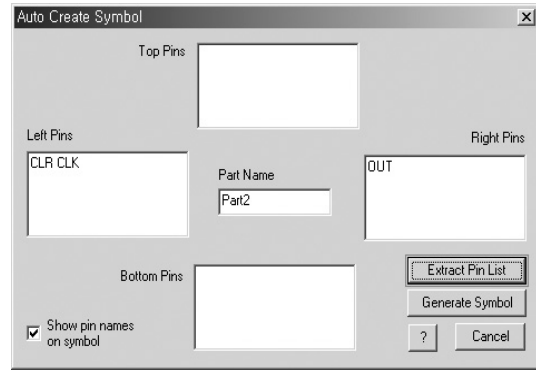 Auto Create Symbol
Top Pins
Left Pins
Right Pins
CLR CLK
Part Name
OUT
Part2
Bottom Pins
Extract Pin List
Generate Symbol
Show pin names
on symbol
?
Cancel